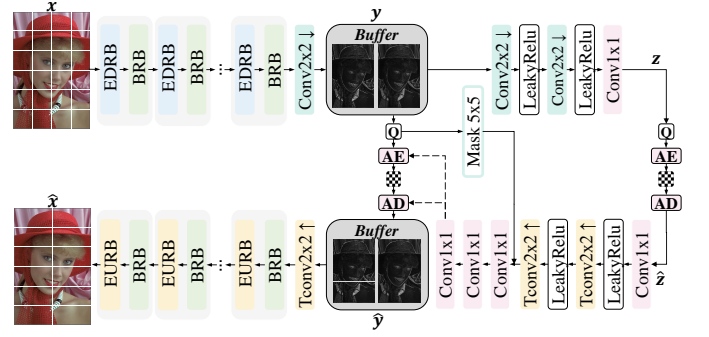 x
EDRB
BRB
EDRB
BRB
...
EDRB
BRB
Conv2x2↓
y
Buffer
Conv2x2↓
LeakyRelu
Conv2x2↓
LeakyRelu
Conv1x1
z
Q
AE
AD
Mask 5x5
Q
AE
AD
x̂
EURB
BRB
EURB
BRB
...
EURB
BRB
Tconv2x2↑
Buffer
ŷ
Conv1x1
Conv1x1
Conv1x1
Tconv2x2↑
LeakyRelu
Tconv2x2↑
LeakyRelu
Conv1x1
ẑ